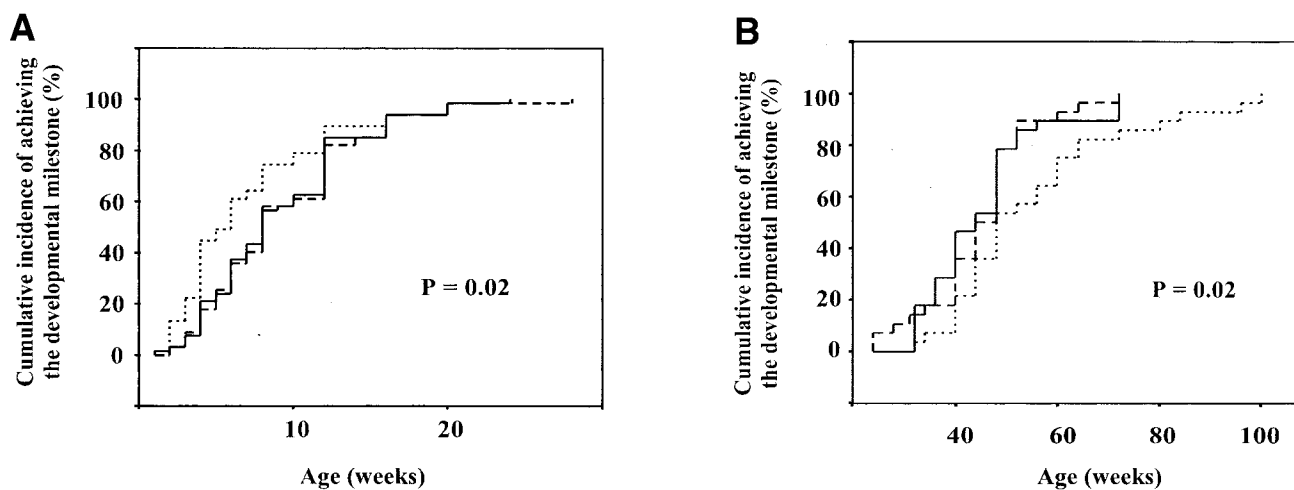 A
Cumulative incidence of achieving
the developmental milestone (%)
100
80
60
40
20
0
P = 0.02
10
20
Age (weeks)
B
Cumulative incidence of achieving
the developmental milestone (%)
100
80
60
40
20
0
P = 0.02
40
60
80
100
Age (weeks)